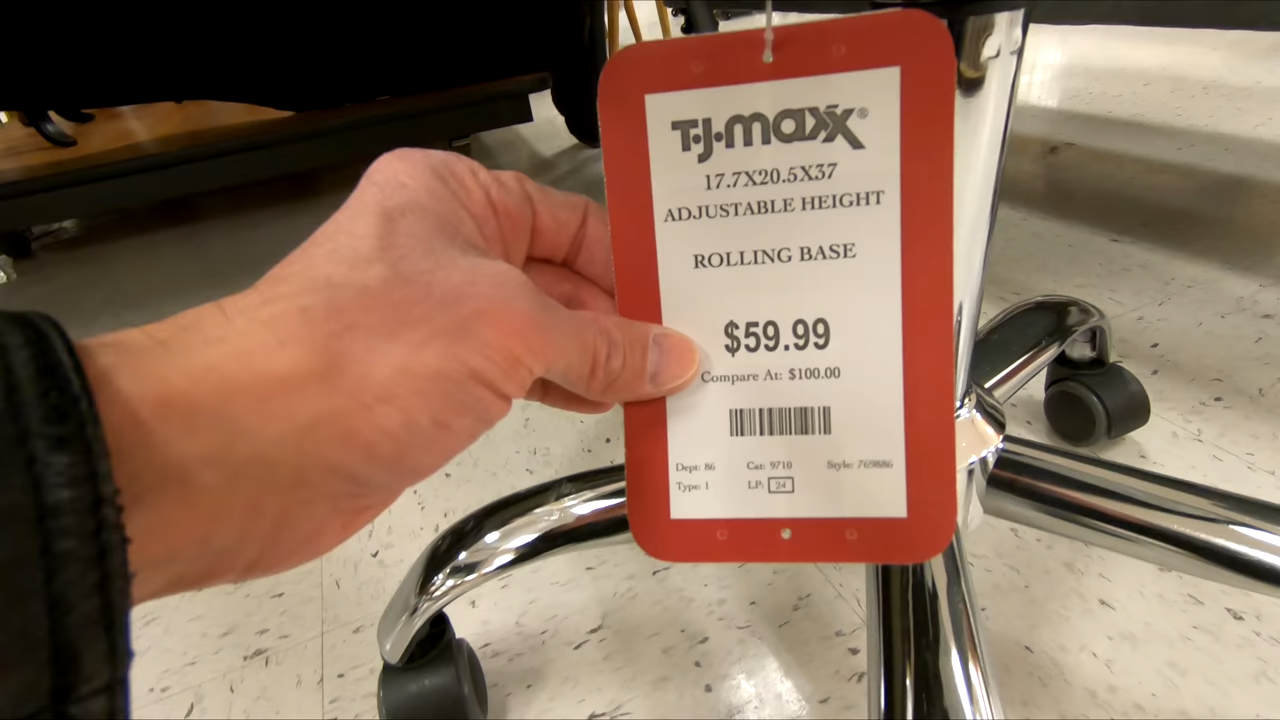 T.J.maxx®
17.7X20.5X37
ADJUSTABLE HEIGHT
ROLLING BASE
$59.99
Compare At: $100.00
Dept: 86 Cat: 9710 Style: 769886
Type: 1 LP: 24